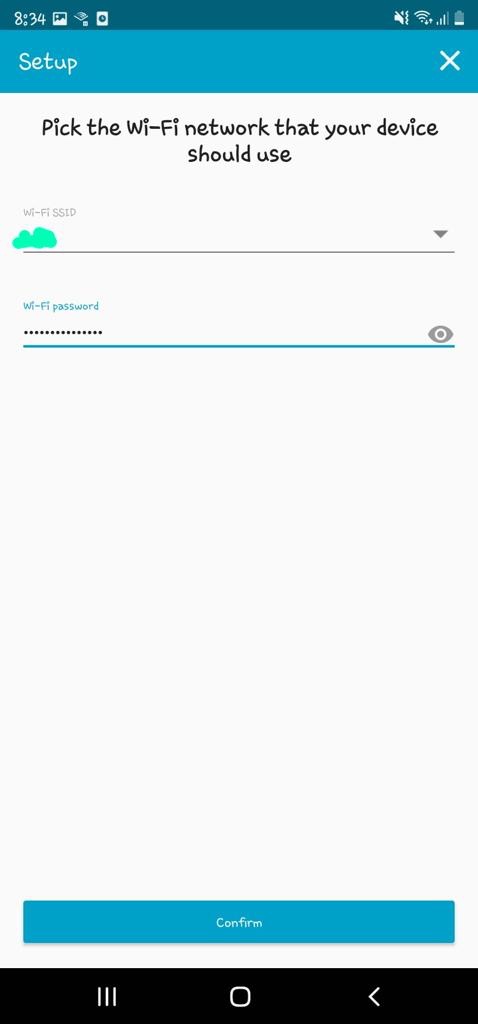 8:34
Setup
Pick the Wi-Fi network that your device
should use
Wi-Fi SSID
Wi-Fi password
Confirm